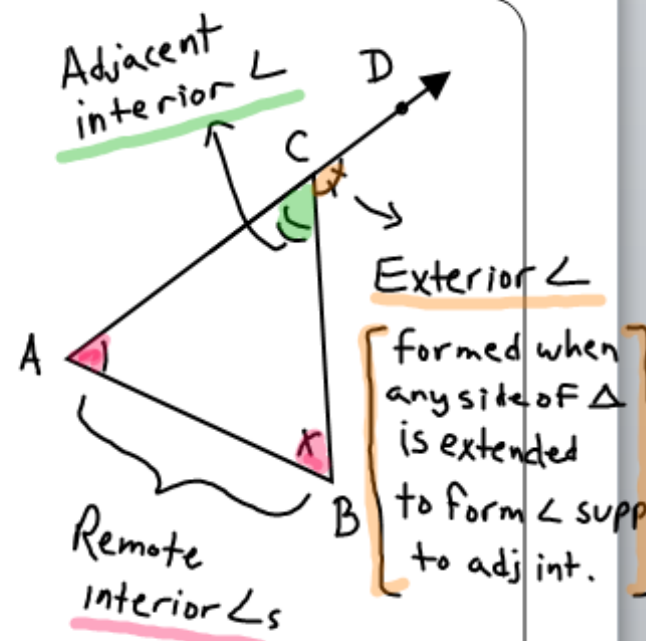 Adjacent
interior ∠
D
C
Exterior ∠
A
formed when
any side of △
is extended
to form ∠ supp
to adj int.
x
B
Remote
interior ∠s